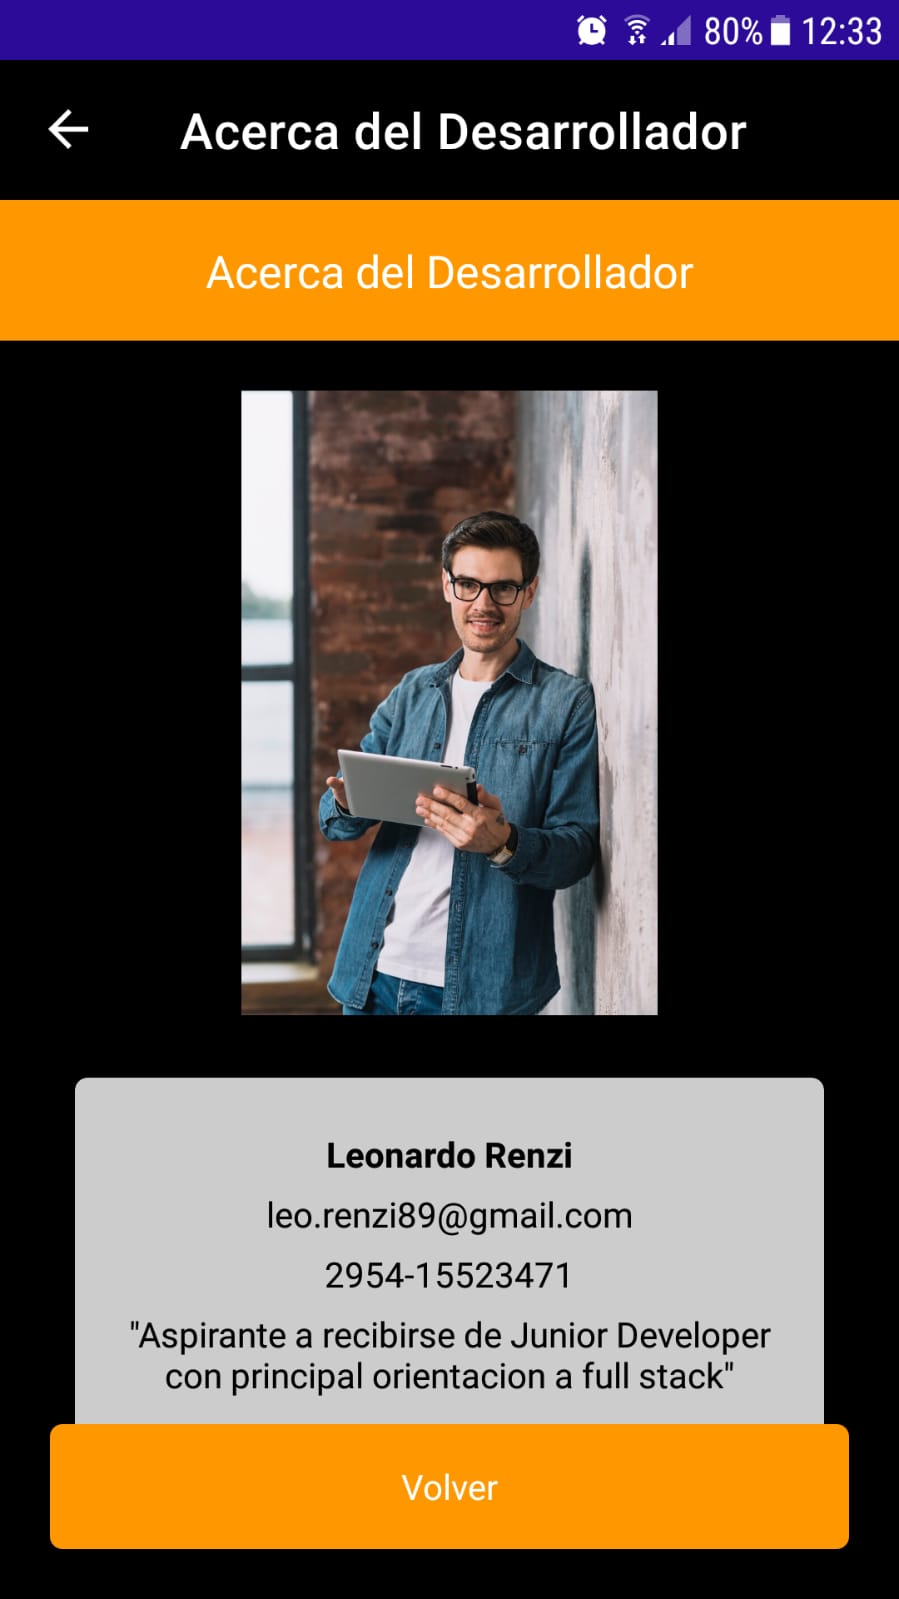 80% 12:33
Acerca del Desarrollador
Acerca del Desarrollador
Leonardo Renzi
leo.renzi89@gmail.com
2954-15523471
"Aspirante a recibirse de Junior Developer
con principal orientacion a full stack"
Volver